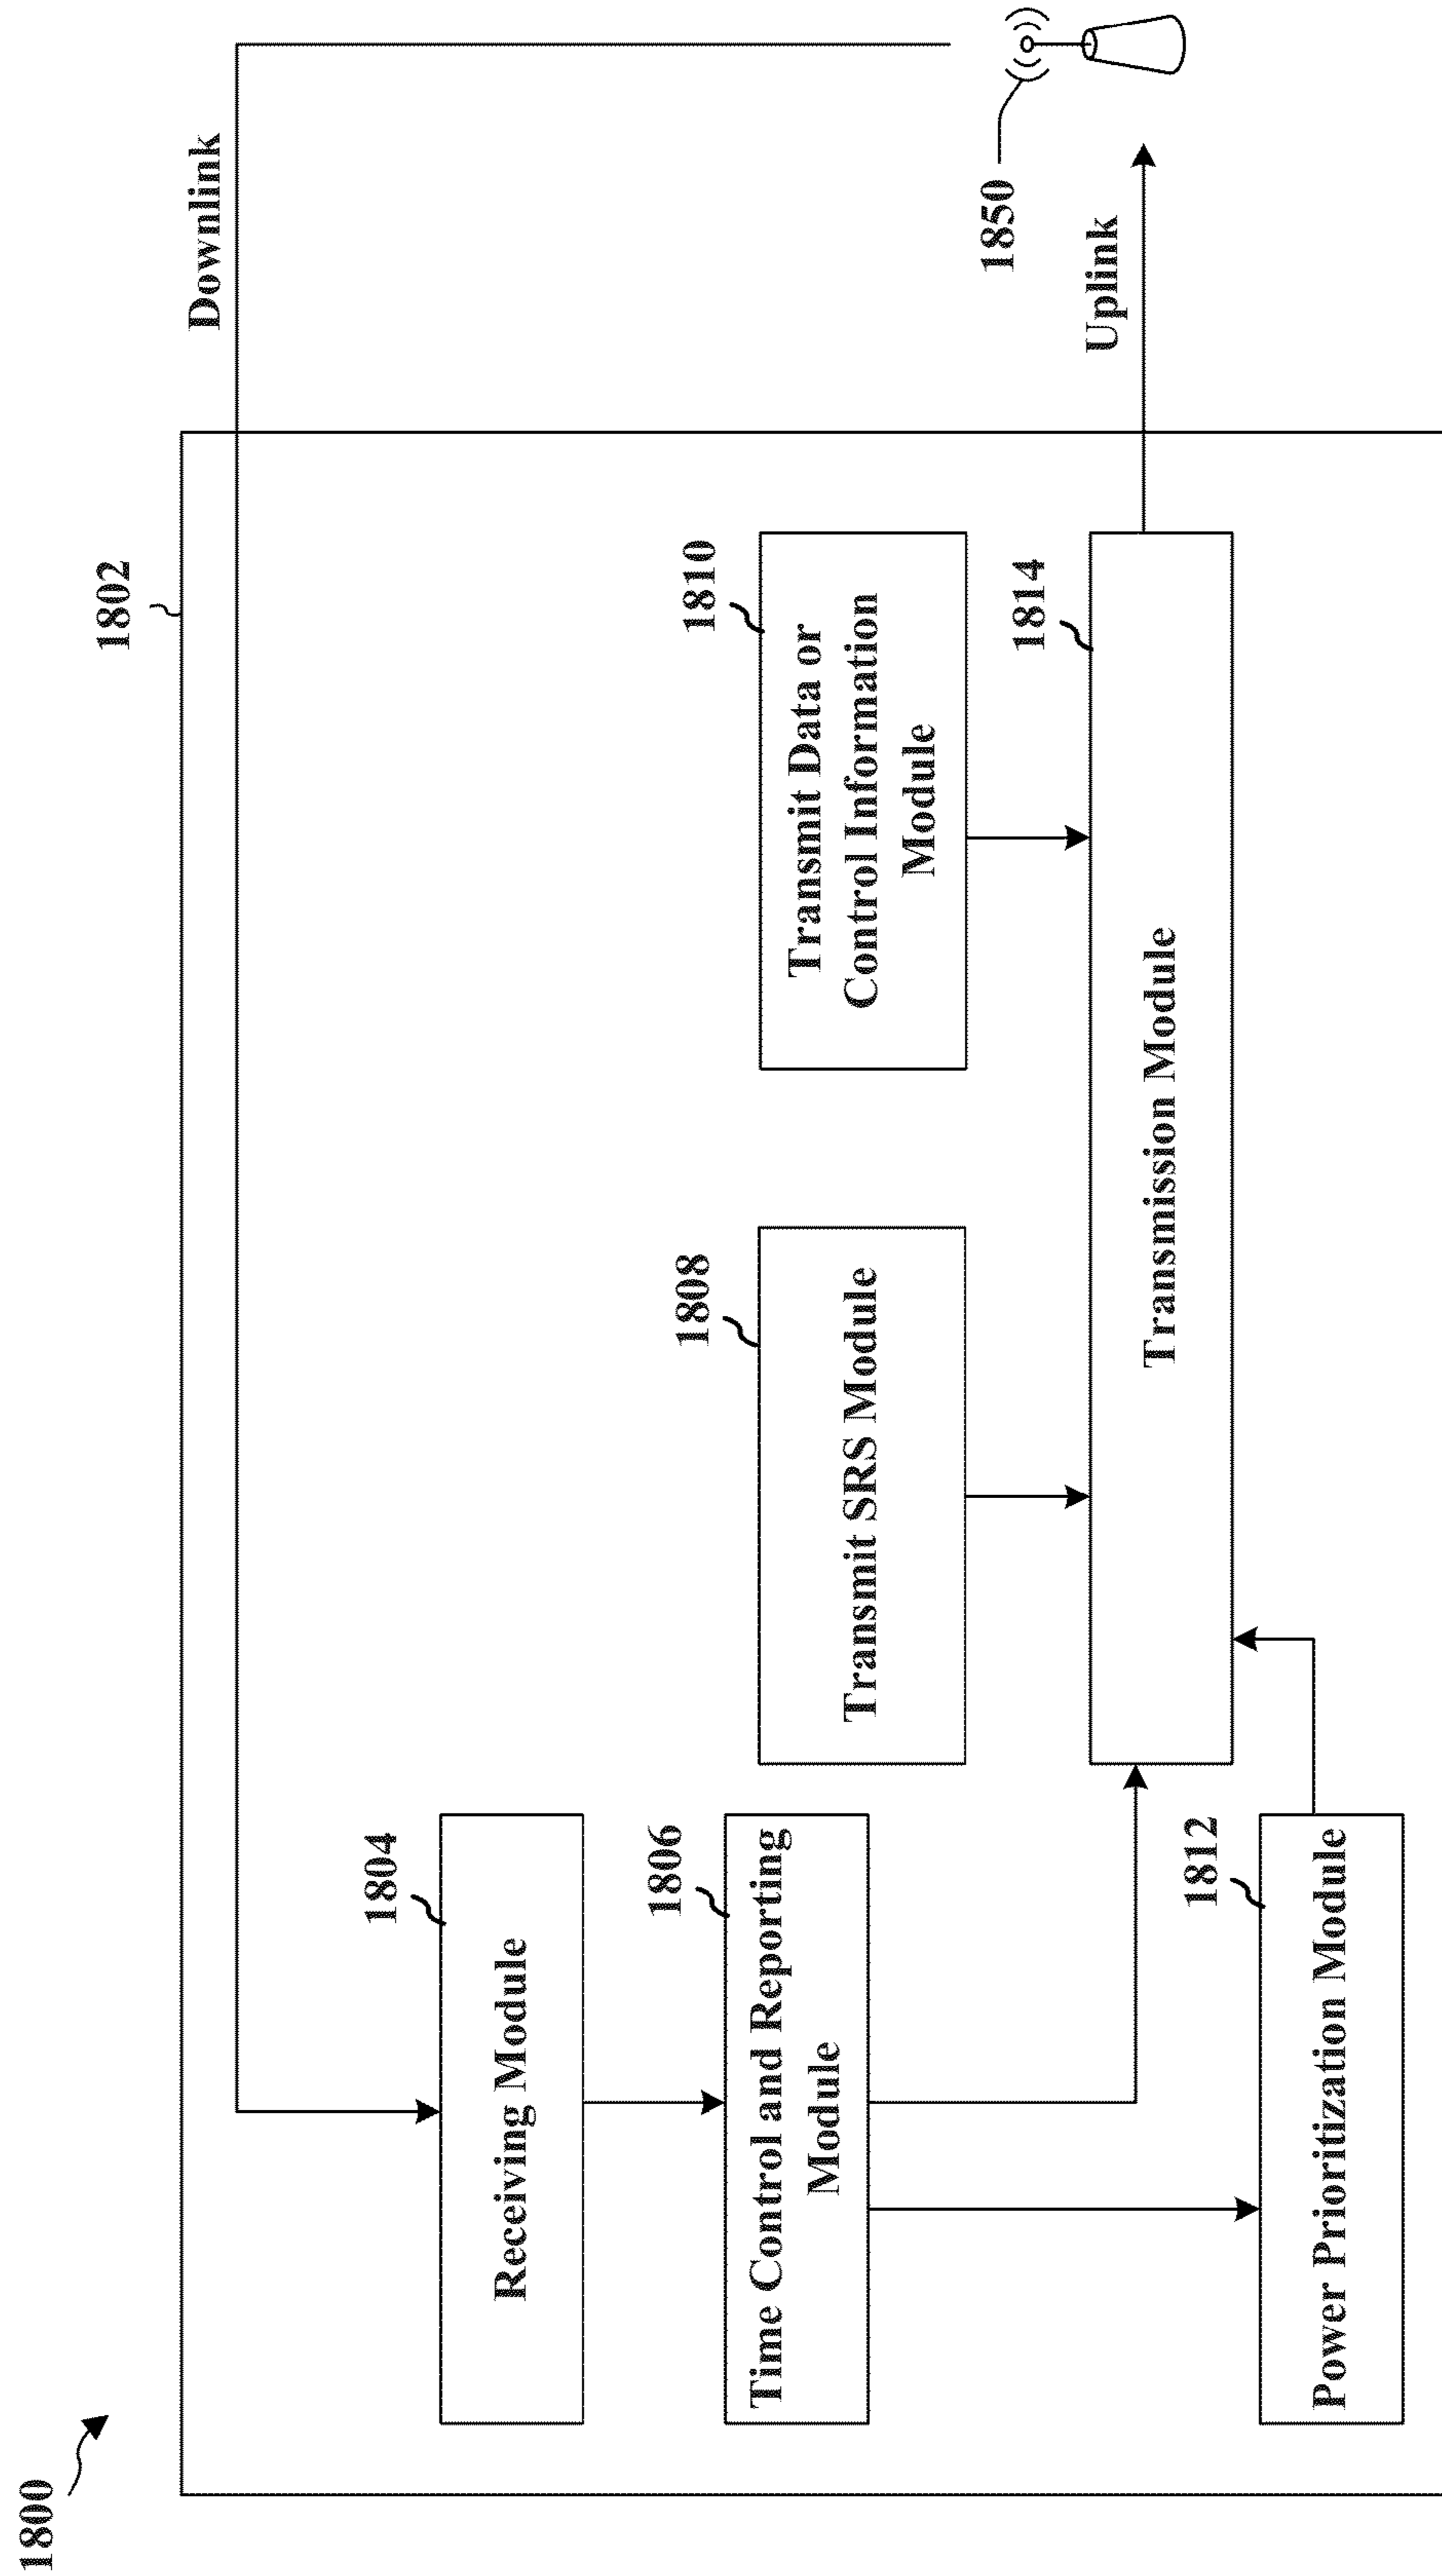 1800
1802
Downlink
1804
Receiving Module
1806
Time Control and Reporting
Module
1808
Transmit SRS Module
1810
Transmit Data or
Control Information
Module
1850
Uplink
1814
Transmission Module
1812
Power Prioritization Module